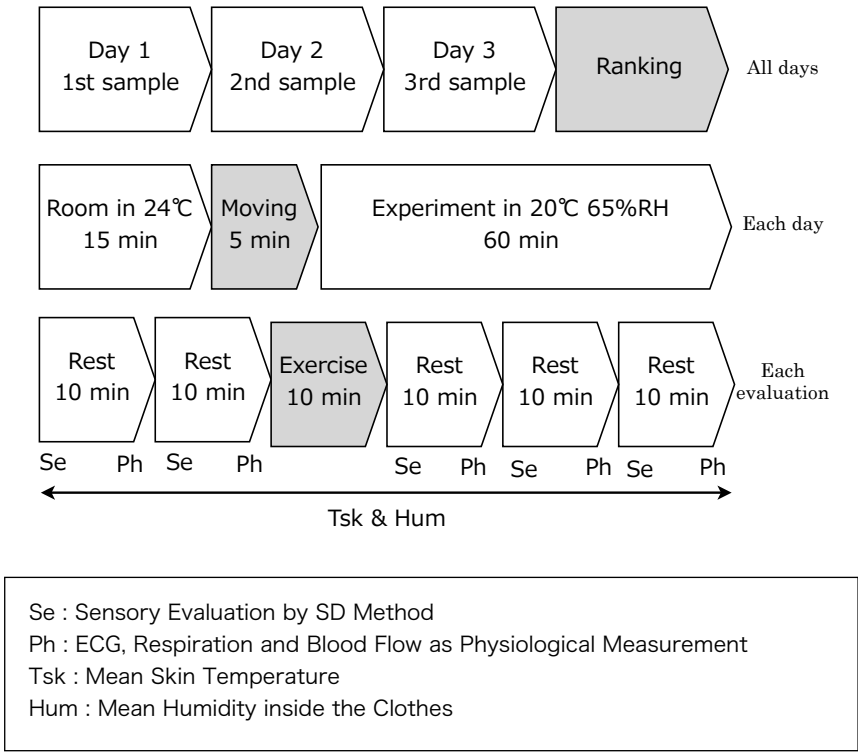 Day 1
1st sample
Day 2
2nd sample
Day 3
3rd sample
Ranking
All days
Room in 24℃
15 min
Moving
5 min
Experiment in 20℃ 65%RH
60 min
Each day
Rest
10 min
Rest
10 min
Exercise
10 min
Rest
10 min
Rest
10 min
Rest
10 min
Each
evaluation
Se Ph Se Ph Se Ph Se Ph Se Ph
Tsk & Hum
Se : Sensory Evaluation by SD Method
Ph : ECG, Respiration and Blood Flow as Physiological Measurement
Tsk : Mean Skin Temperature
Hum : Mean Humidity inside the Clothes